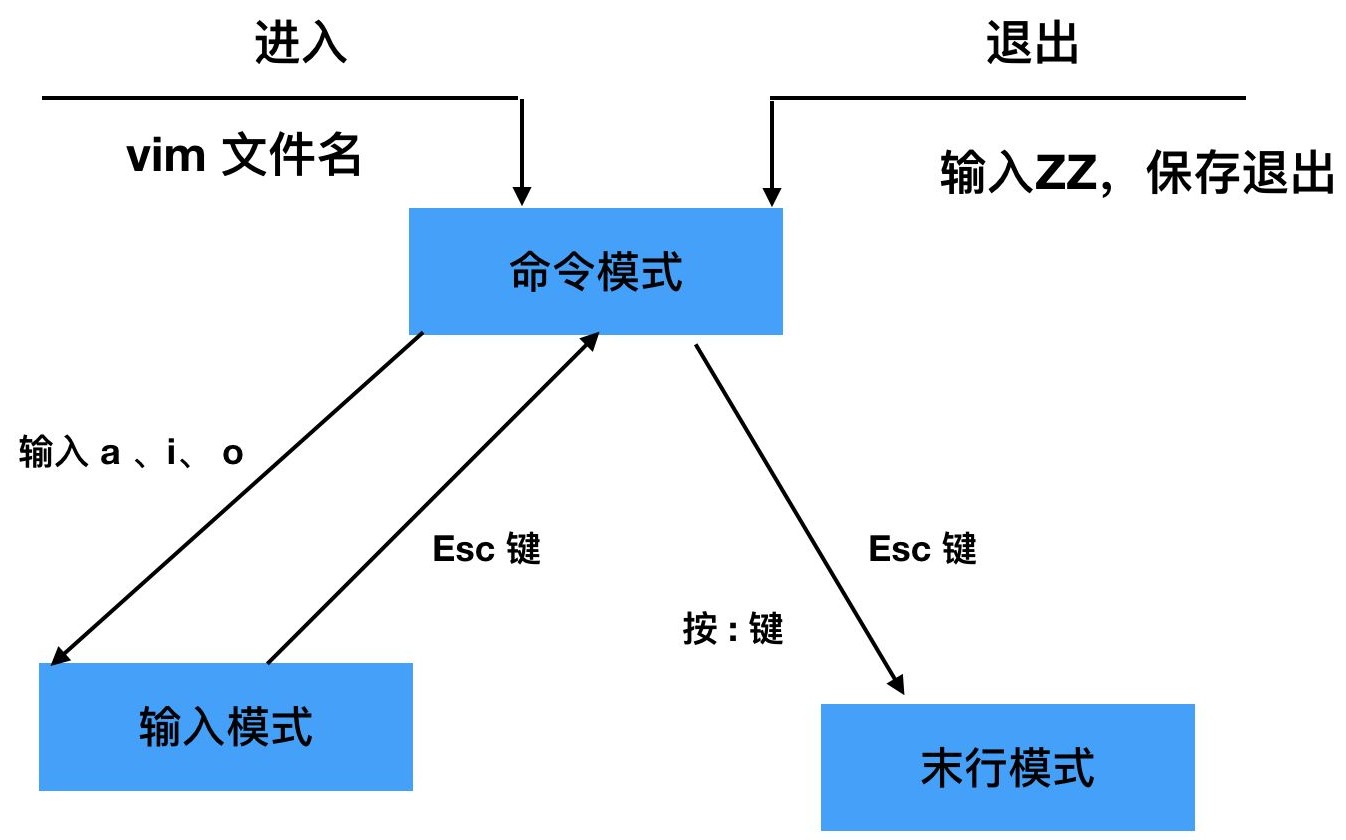 进入
退出
vim 文件名
输入ZZ，保存退出
命令模式
输入 a 、i、 o
Esc 键
Esc 键
按 : 键
输入模式
末行模式